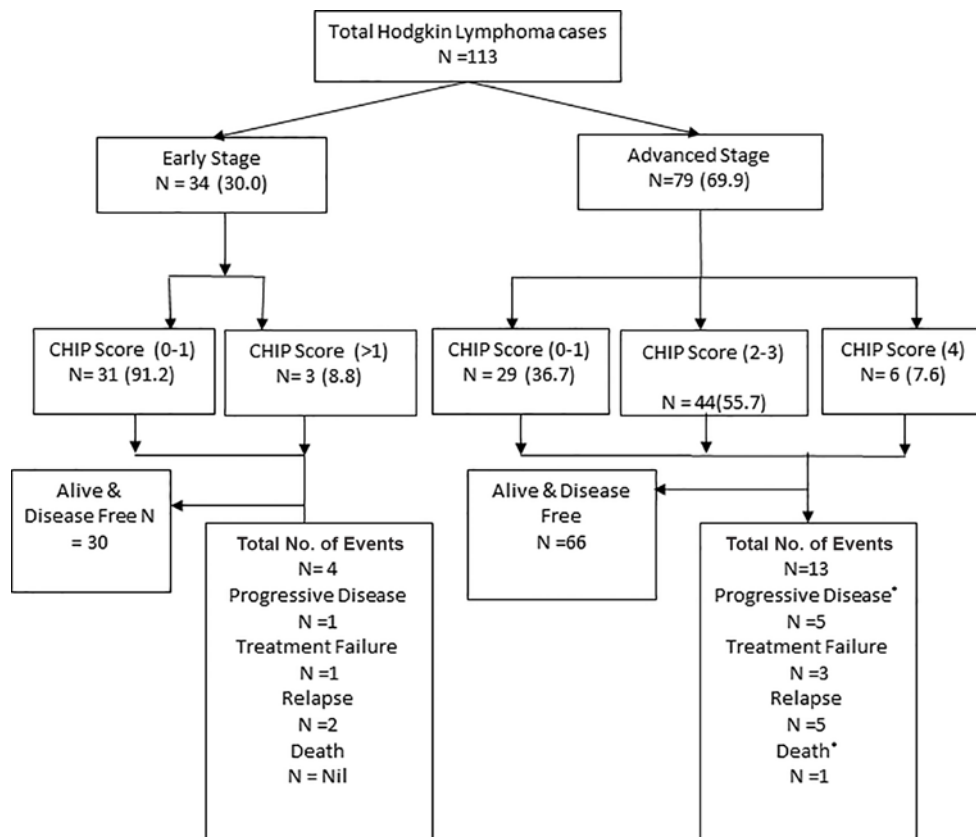 Total Hodgkin Lymphoma cases
N =113
Early Stage
N = 34 (30.0)
Advanced Stage
N=79 (69.9)
CHIP Score (0-1)
N= 31 (91.2)
CHIP Score (>1)
N= 3 (8.8)
CHIP Score (0-1)
N = 29 (36.7)
CHIP Score (2-3)
N = 44(55.7)
CHIP Score (4)
N= 6 (7.6)
Alive &
Disease Free N
= 30
Total No. of Events
N= 4
Progressive Disease
N =1
Treatment Failure
N =1
Relapse
N =2
Death
N = Nil
Alive & Disease
Free
N =66
Total No. of Events
N=13
Progressive Disease*
N =5
Treatment Failure
N =3
Relapse
N =5
Death*
N =1